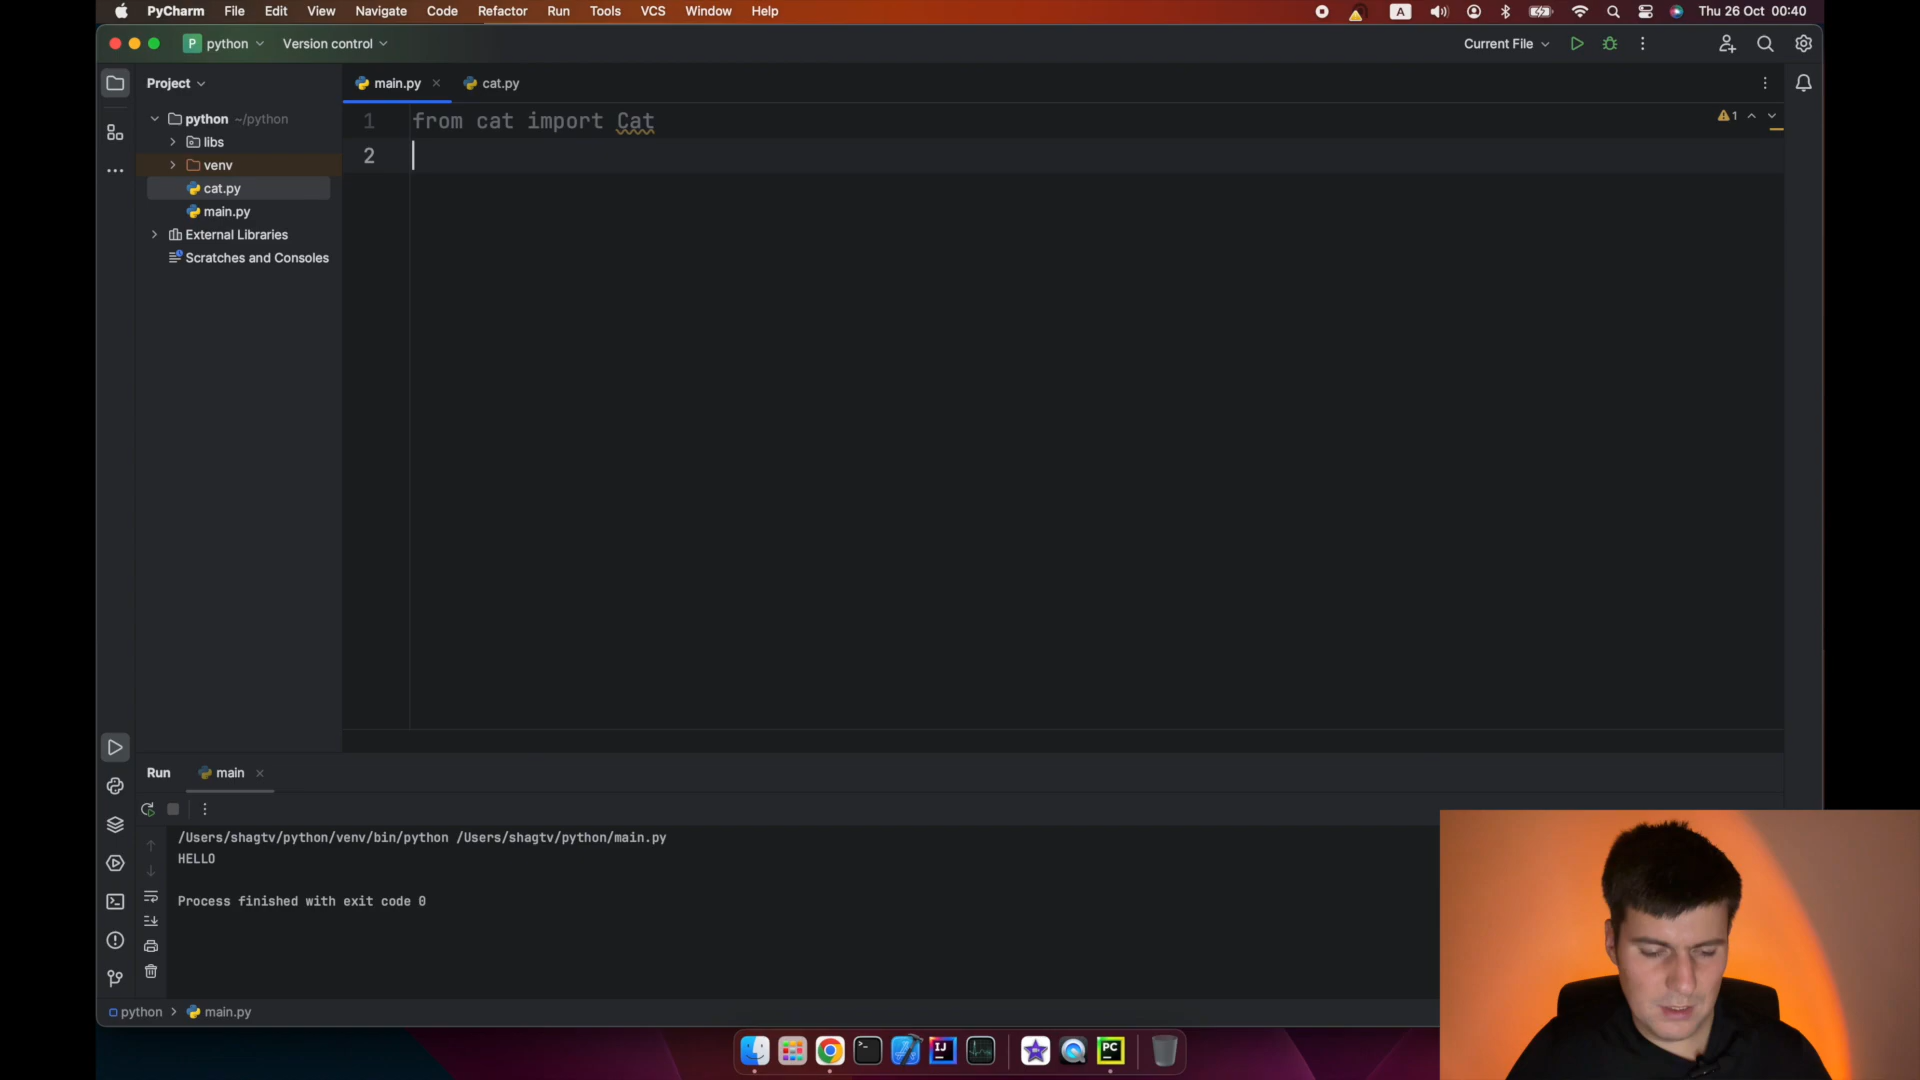 PyCharm File Edit View Navigate Code Refactor Run Tools VCS Window Help A Thu 26 Oct 00:40
P python Version control Current File
Project main.py cat.py
python ~/python
libs
venv
cat.py
main.py
External Libraries
Scratches and Consoles
1 from cat import Cat
2
1
Run main
/Users/shagtv/python/venv/bin/python /Users/shagtv/python/main.py
HELLO
Process finished with exit code 0
python main.py
IJ PC